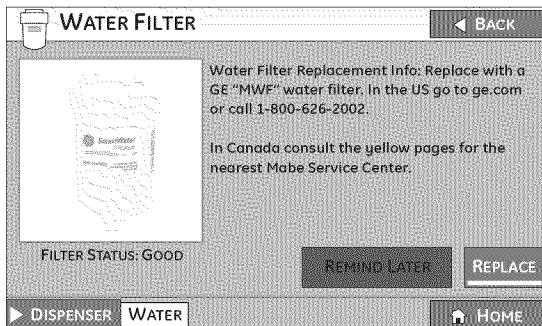 WATER FILTER
BACK
Water Filter Replacement Info: Replace with a
GE "MWF" water filter. In the US go to ge.com
or call 1-800-626-2002.
In Canada consult the yellow pages for the
nearest Mabe Service Center.
SmartWater
FILTER STATUS: GOOD
REMIND LATER
REPLACE
DISPENSER
WATER
HOME